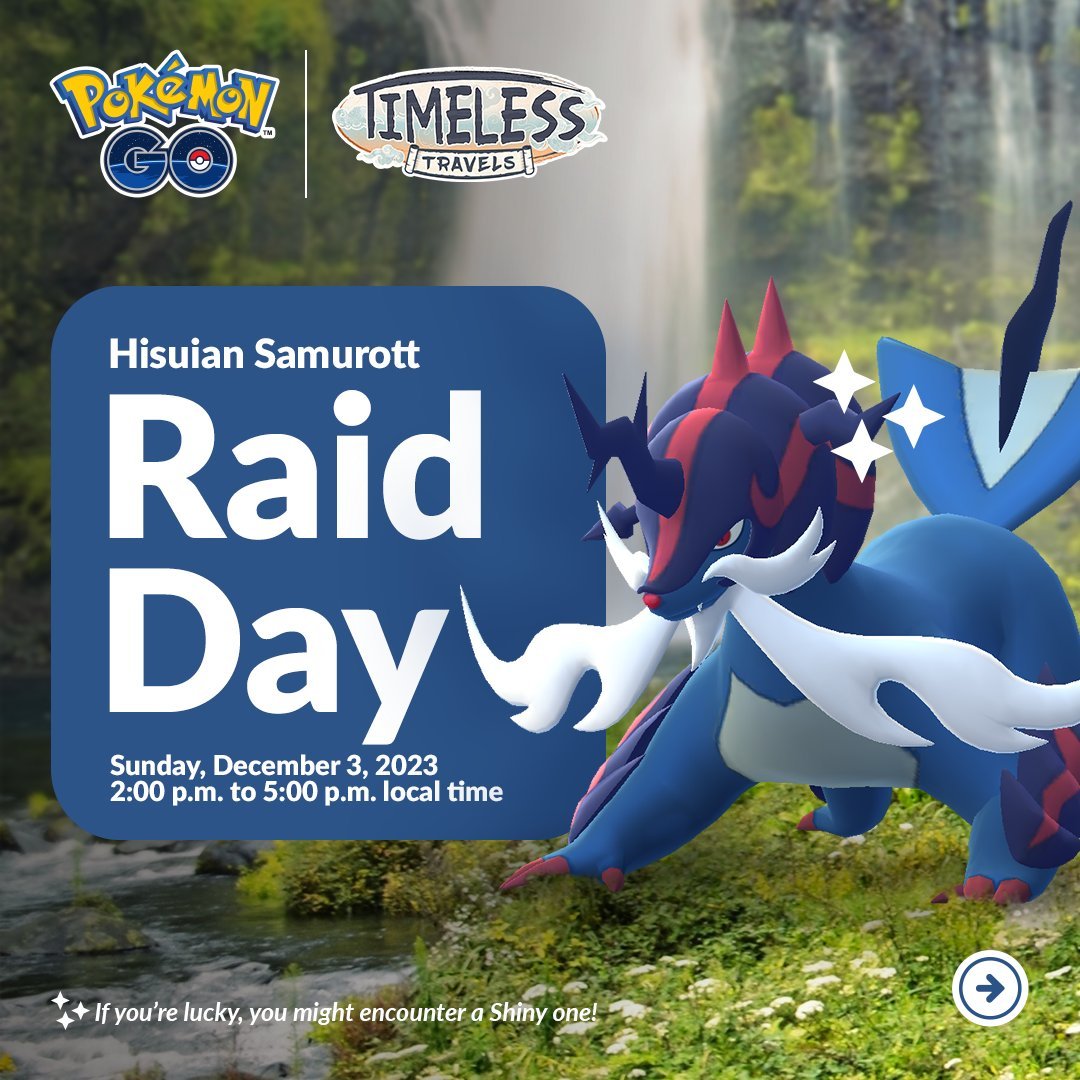 POKéMON
GO
TM
TIMELESS
TRAVELS
Hisuian Samurott
Raid
Day
Sunday, December 3, 2023
2:00 p.m. to 5:00 p.m. local time
If you’re lucky, you might encounter a Shiny one!